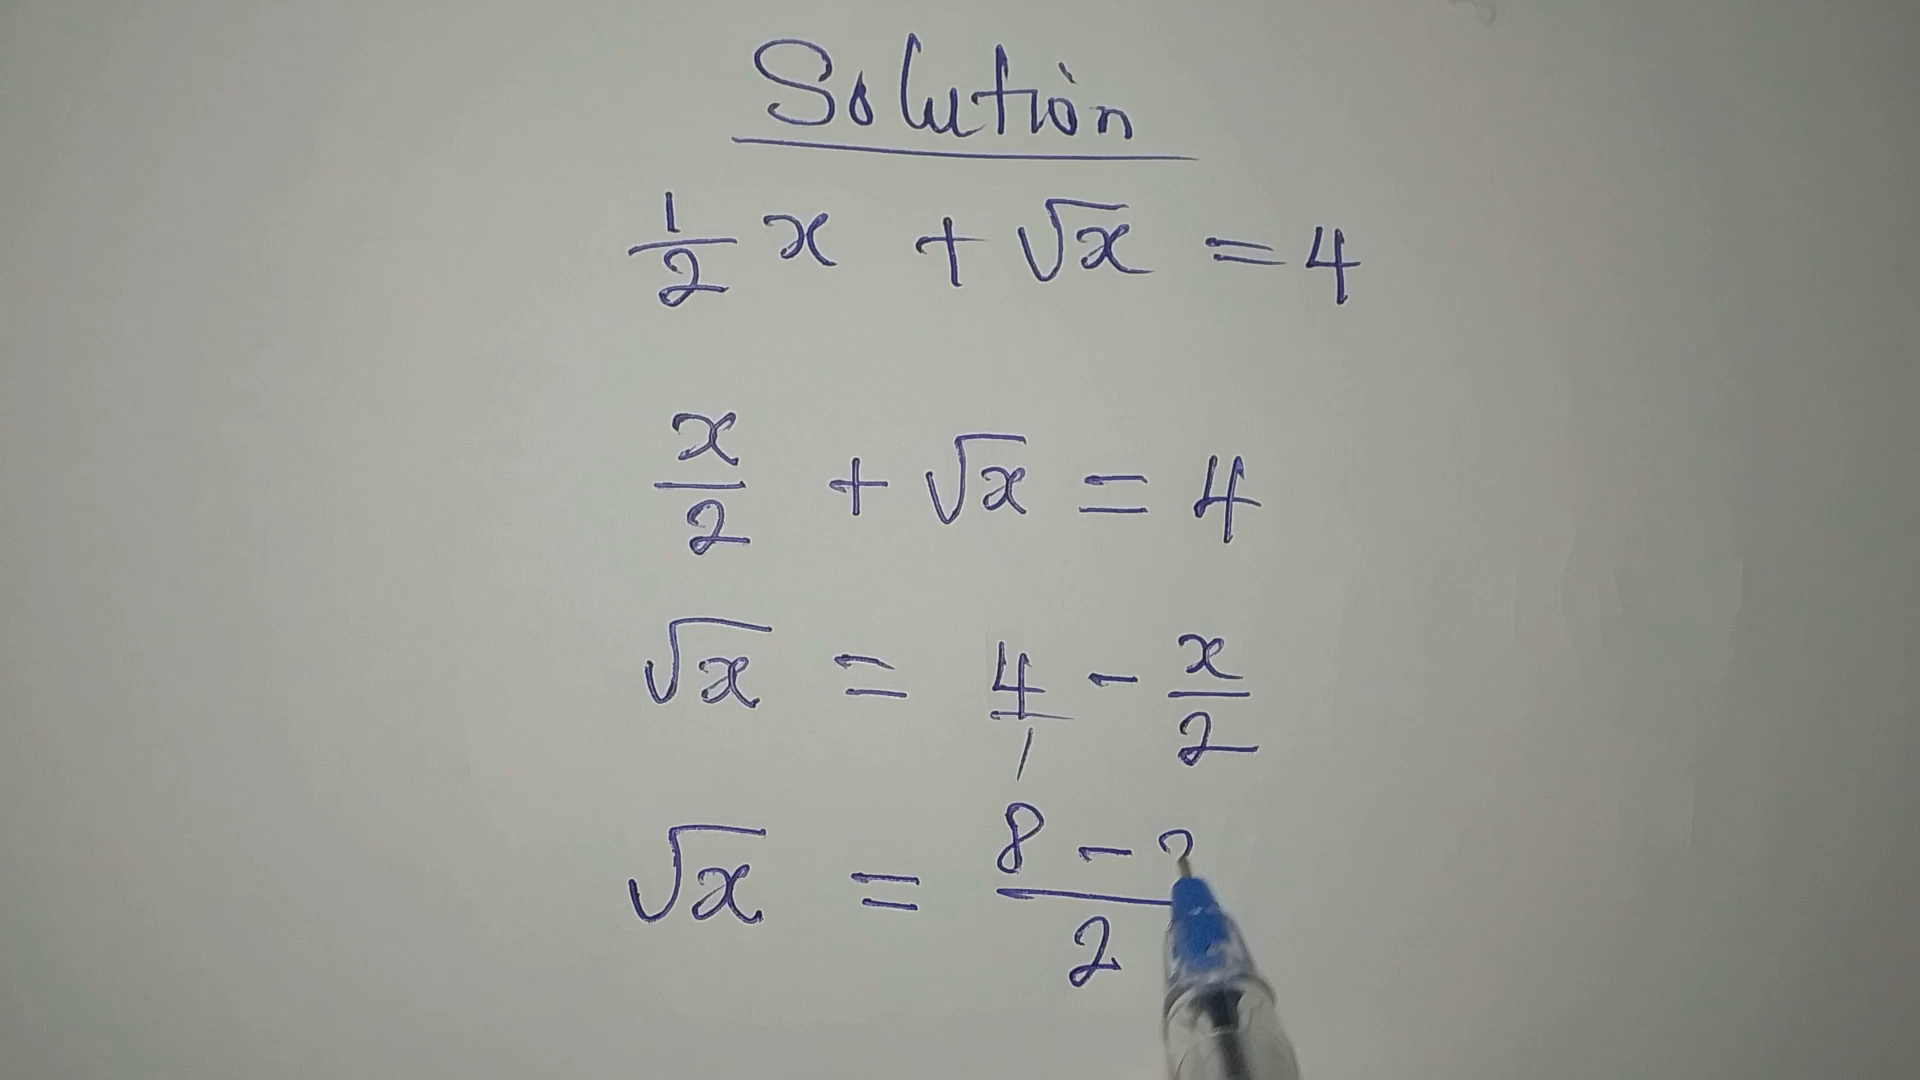 Solution
1/2 x + √x = 4
x/2 + √x = 4
√x = 4/1 - x/2
√x = (8 - )/2